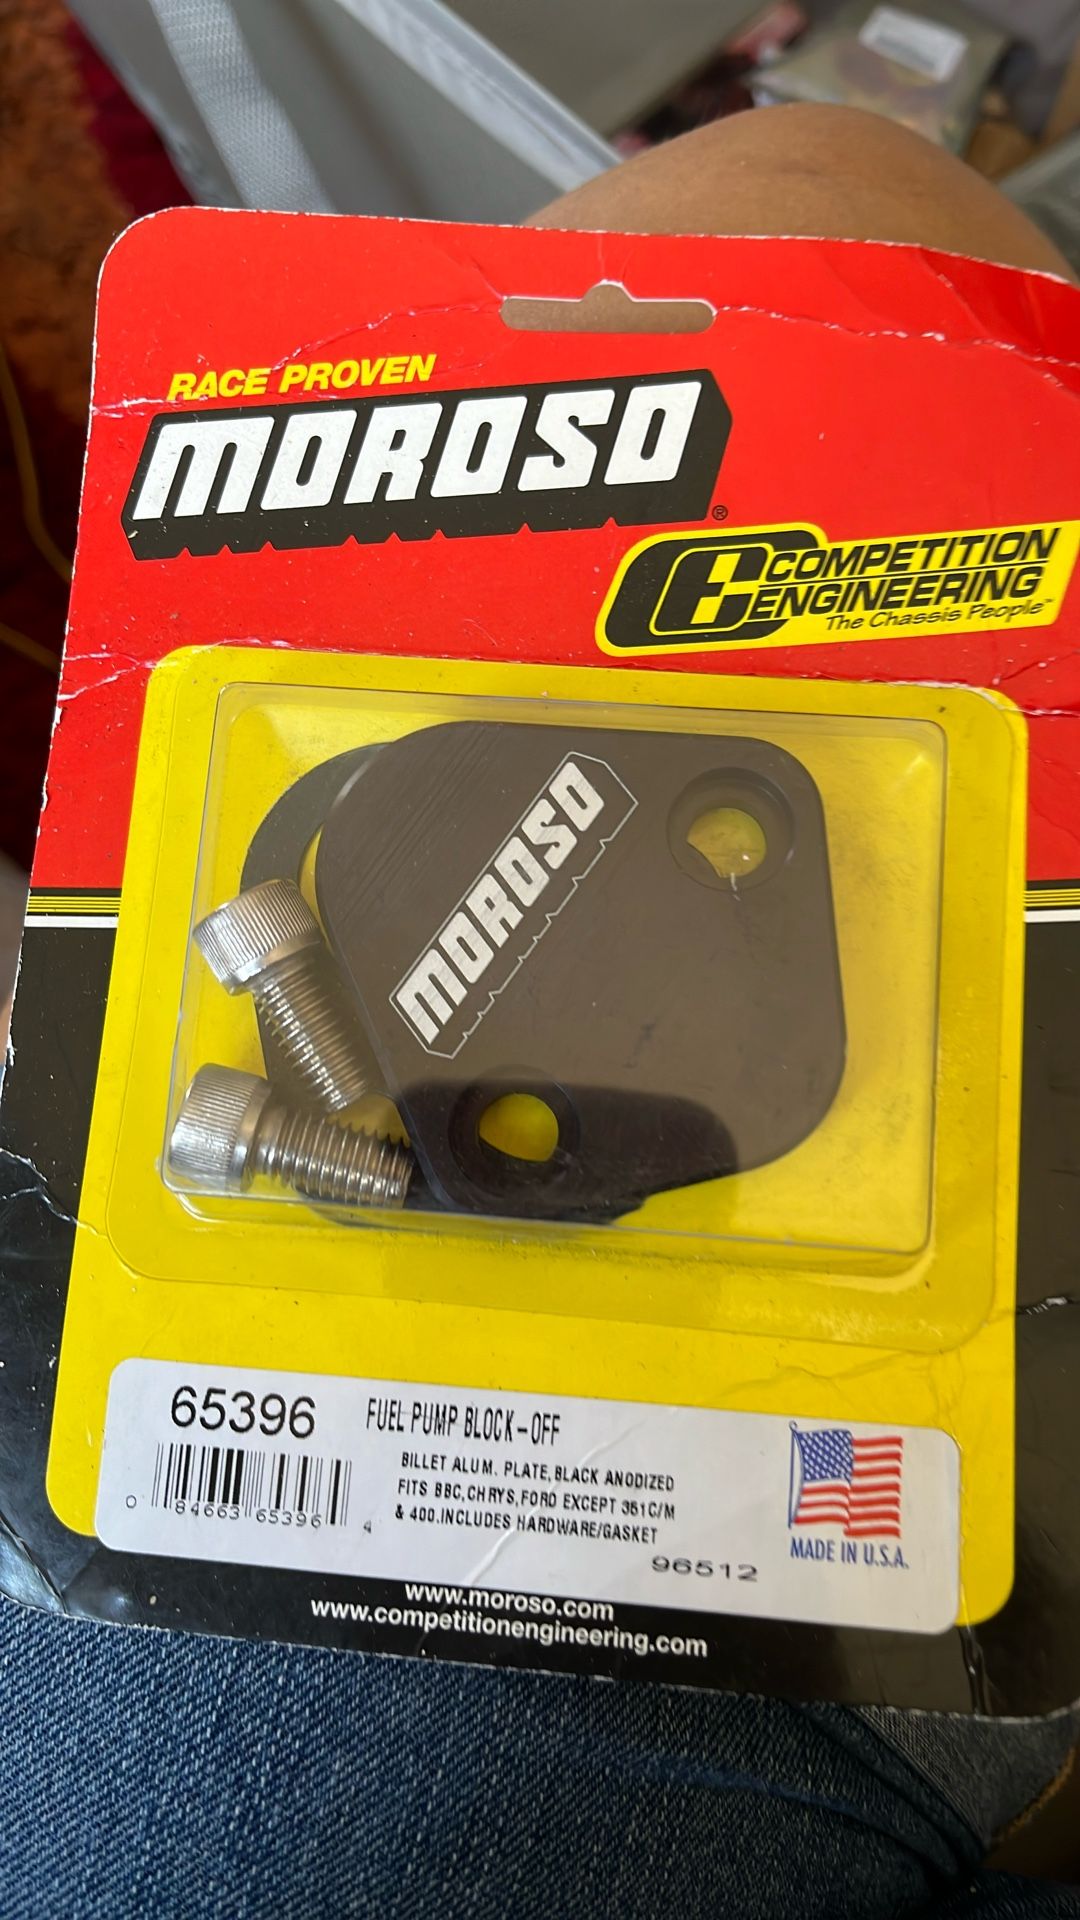 RACE PROVEN
MOROSO®
CE COMPETITION
ENGINEERING
The Chassis People™
MOROSO
65396
FUEL PUMP BLOCK-OFF
BILLET ALUM. PLATE,BLACK ANODIZED
FITS BBC,CHRYS,FORD EXCEPT 351C/M
& 400.INCLUDES HARDWARE/GASKET
0 84663 65396 4
96512
MADE IN U.S.A.
www.moroso.com
www.competitionengineering.com